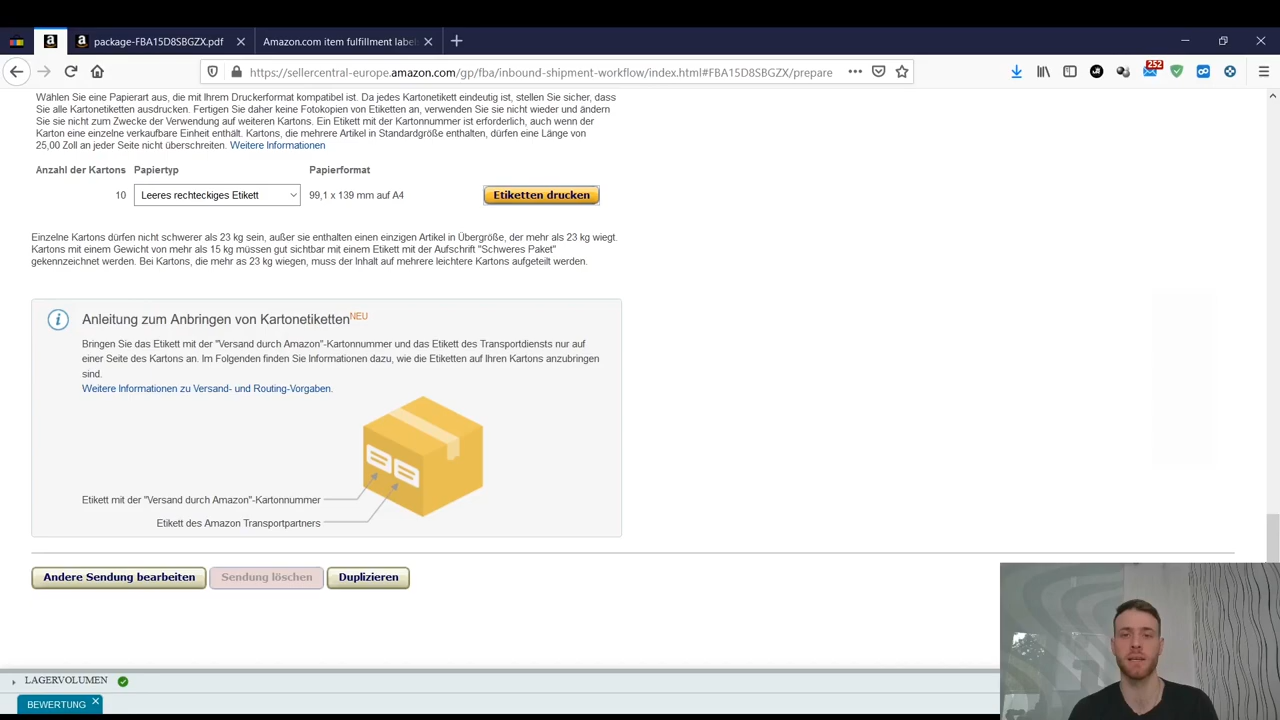 package-FBA15D8SBGZX.pdf
Amazon.com item fulfillment label
https://sellercentral-europe.amazon.com/gp/fba/inbound-shipment-workflow/index.html#FBA15D8SBGZX/prepare
252
Wählen Sie eine Papierart aus, die mit Ihrem Druckerformat kompatibel ist. Da jedes Kartonetikett eindeutig ist, stellen Sie sicher, dass
Sie alle Kartonetiketten ausdrucken. Fertigen Sie daher keine Fotokopien von Etiketten an, verwenden Sie sie nicht wieder und ändern
Sie sie nicht zum Zwecke der Verwendung auf weiteren Kartons. Ein Etikett mit der Kartonnummer ist erforderlich, auch wenn der
Karton eine einzelne verkaufbare Einheit enthält. Kartons, die mehrere Artikel in Standardgröße enthalten, dürfen eine Länge von
25,00 Zoll an jeder Seite nicht überschreiten. Weitere Informationen
Anzahl der Kartons Papiertyp Papierformat
10 Leeres rechteckiges Etikett 99,1 x 139 mm auf A4 Etiketten drucken
Einzelne Kartons dürfen nicht schwerer als 23 kg sein, außer sie enthalten einen einzigen Artikel in Übergröße, der mehr als 23 kg wiegt.
Kartons mit einem Gewicht von mehr als 15 kg müssen gut sichtbar mit einem Etikett mit der Aufschrift "Schweres Paket"
gekennzeichnet werden. Bei Kartons, die mehr as 23 kg wiegen, muss der Inhalt auf mehrere leichtere Kartons aufgeteilt werden.
Anleitung zum Anbringen von Kartonetiketten NEU
Bringen Sie das Etikett mit der "Versand durch Amazon"-Kartonnummer und das Etikett des Transportdiensts nur auf
einer Seite des Kartons an. Im Folgenden finden Sie Informationen dazu, wie die Etiketten auf Ihren Kartons anzubringen
sind.
Weitere Informationen zu Versand- und Routing-Vorgaben.
Etikett mit der "Versand durch Amazon"-Kartonnummer
Etikett des Amazon Transportpartners
Andere Sendung bearbeiten Sendung löschen Duplizieren
LAGERVOLUMEN
BEWERTUNG